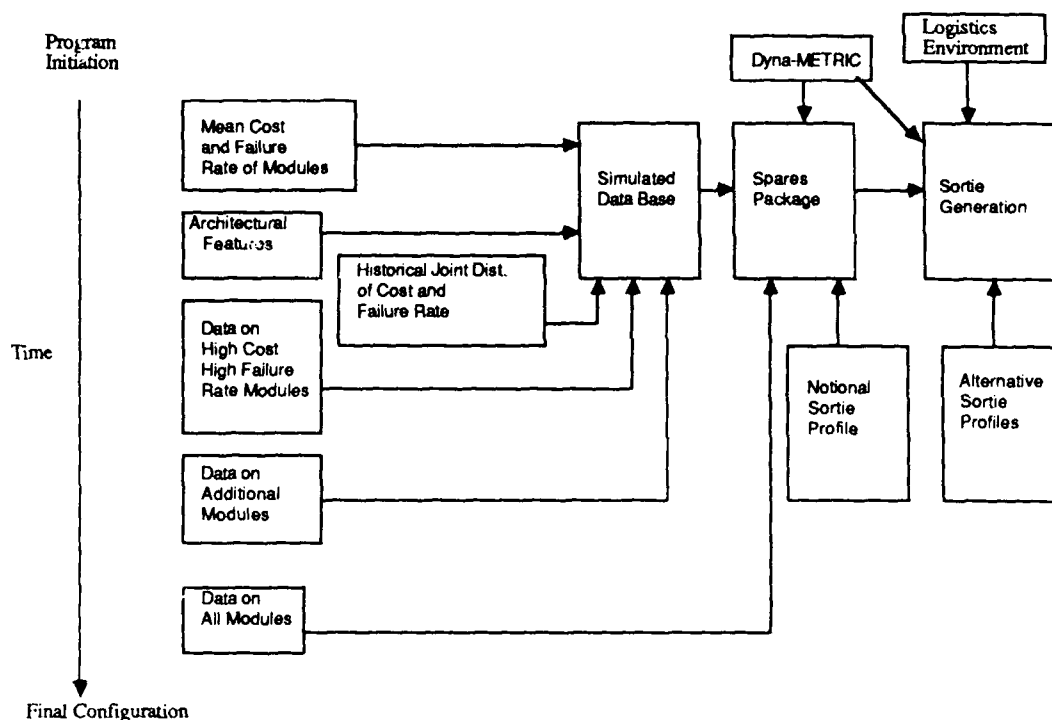 Program
Initiation
Logistics
Environment
Dyna-METRIC
Mean Cost
and Failure
Rate of Modules
Simulated
Data Base
Spares
Package
Sortie
Generation
Architectural
Features
Historical Joint Dist.
of Cost and
Failure Rate
Time
Data on
High Cost
High Failure
Rate Modules
Notional
Sortie
Profile
Alternative
Sortie
Profiles
Data on
Additional
Modules
Data on
All Modules
Final Configuration